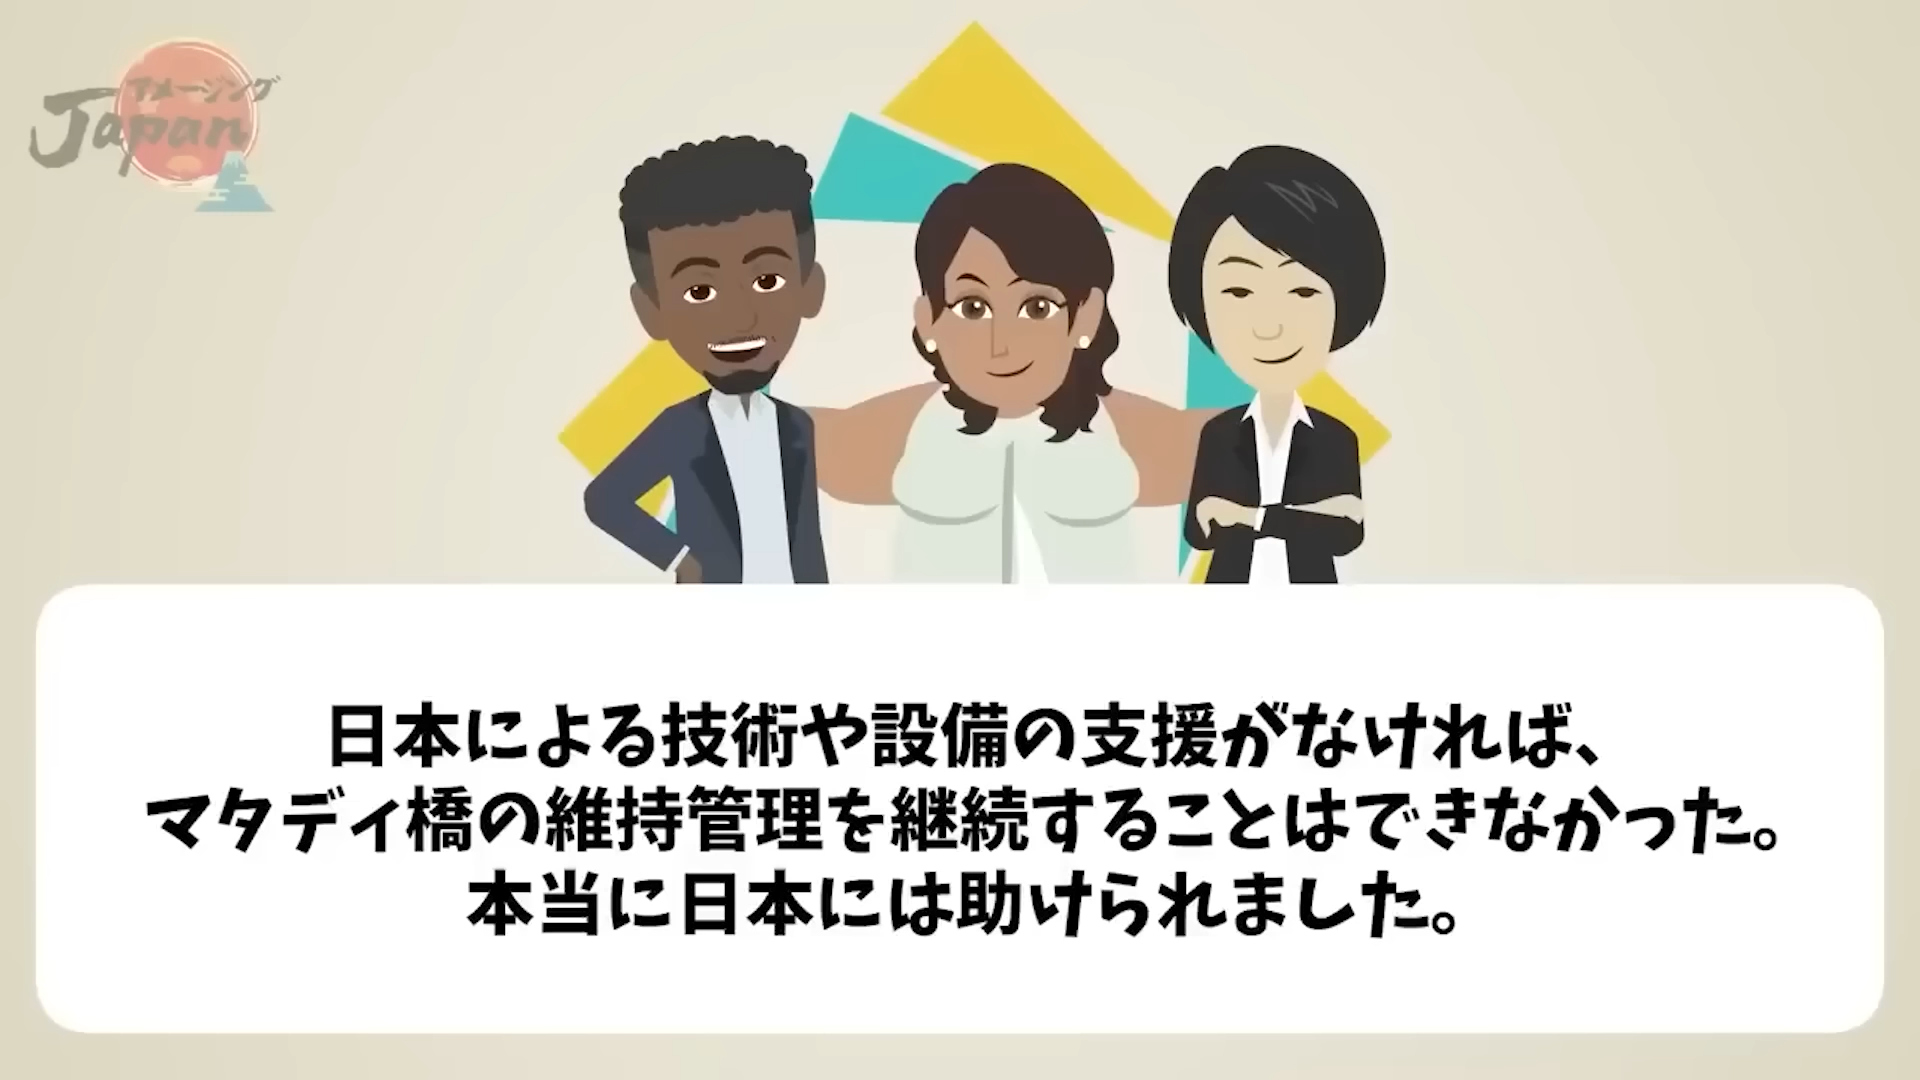 アメージング
Japan
日本による技術や設備の支援がなければ、
マタディ橋の維持管理を継続することはできなかった。
本当に日本には助けられました。